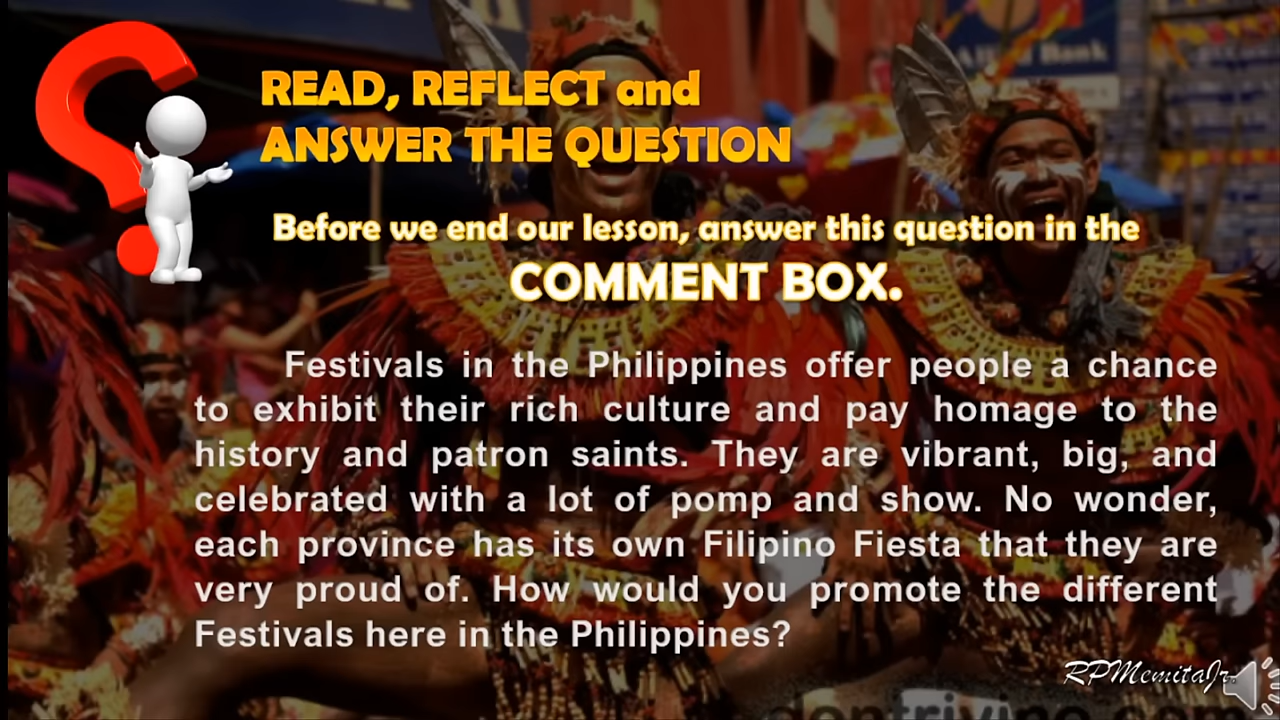 READ, REFLECT and
ANSWER THE QUESTION
Before we end our lesson, answer this question in the
COMMENT BOX.
Festivals in the Philippines offer people a chance
to exhibit their rich culture and pay homage to the
history and patron saints. They are vibrant, big, and
celebrated with a lot of pomp and show. No wonder,
each province has its own Filipino Fiesta that they are
very proud of. How would you promote the different
Festivals here in the Philippines?
RPMemitaJr.